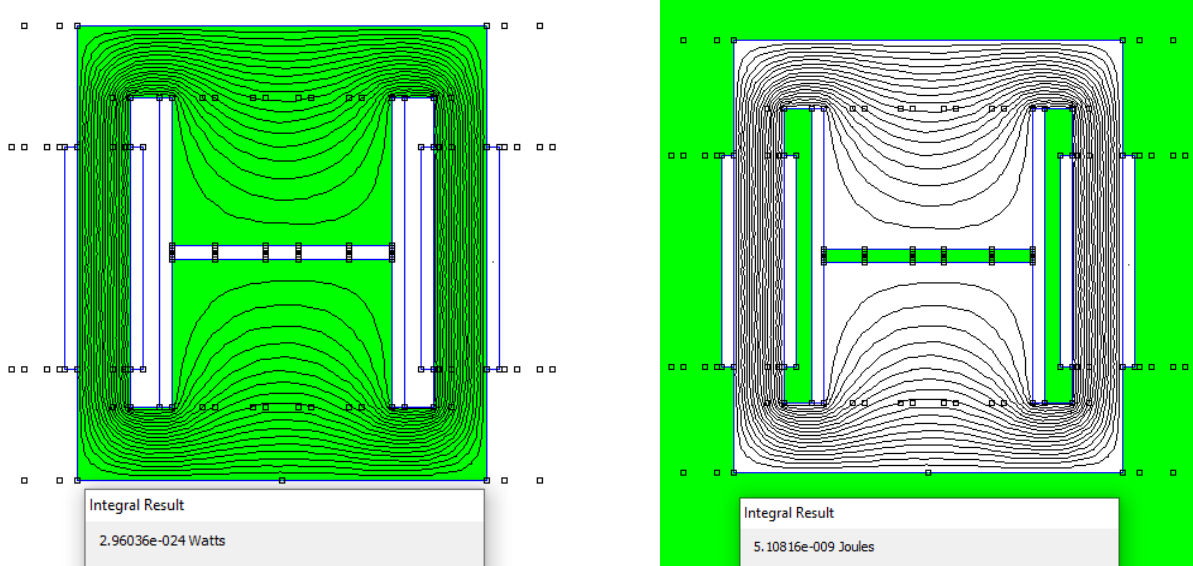 Integral Result
2.96036e-024 Watts
Integral Result
5.10816e-009 Joules